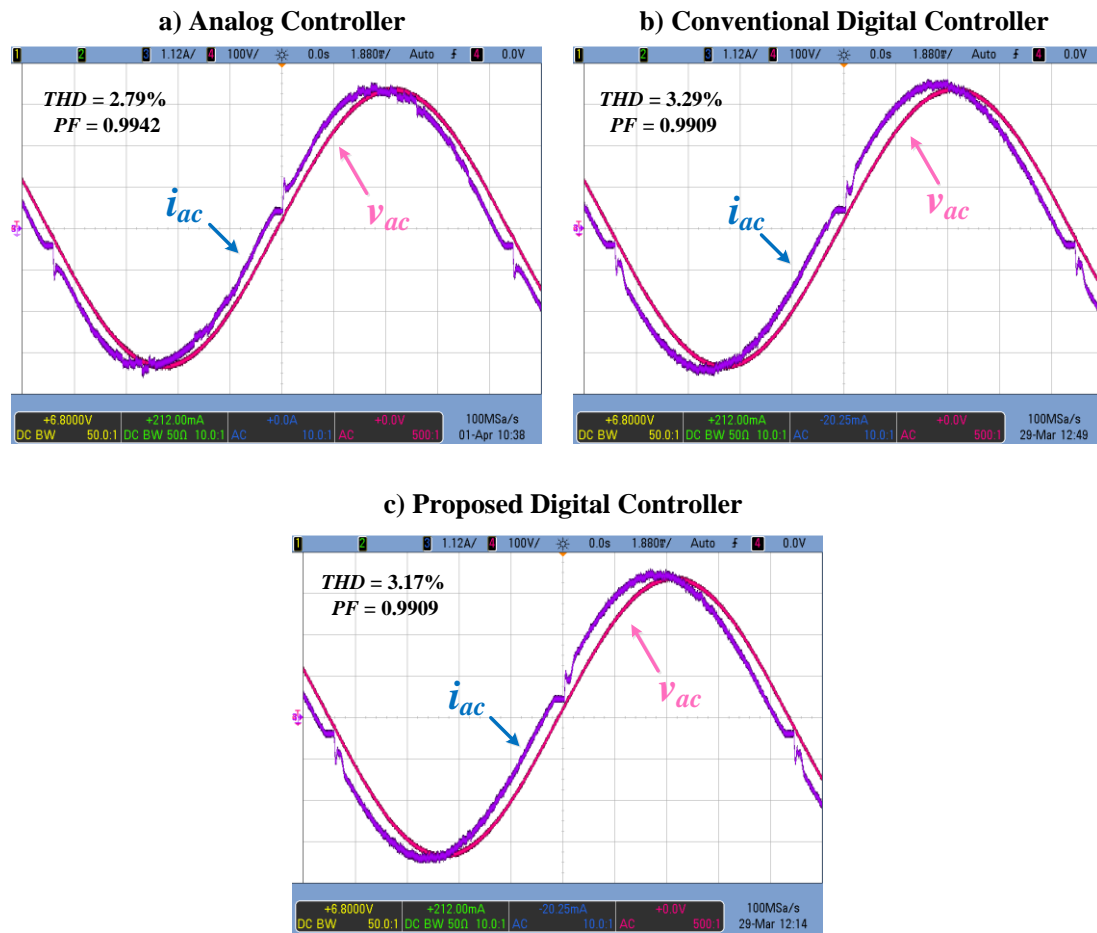 a) Analog Controller
1 2 3 1.12A/ 4 100V/ 0.0s 1.880▿/ Auto 4 0.0V
THD = 2.79%
PF = 0.9942
iac
vac
+6.8000V +212.00mA +0.0A +0.0V 100MSa/s
DC BW 50.0:1 DC BW 50Ω 10.0:1 AC 10.0:1 AC 500:1 01-Apr 10:38
b) Conventional Digital Controller
1 2 3 1.12A/ 4 100V/ 0.0s 1.880▿/ Auto 4 0.0V
THD = 3.29%
PF = 0.9909
iac
vac
+6.8000V +212.00mA -20.25mA +0.0V 100MSa/s
DC BW 50.0:1 DC BW 50Ω 10.0:1 AC 10.0:1 AC 500:1 29-Mar 12:49
c) Proposed Digital Controller
1 2 3 1.12A/ 4 100V/ 0.0s 1.880▿/ Auto 4 0.0V
THD = 3.17%
PF = 0.9909
iac
vac
+6.8000V +212.00mA -20.25mA +0.0V 100MSa/s
DC BW 50.0:1 DC BW 50Ω 10.0:1 AC 10.0:1 AC 500:1 29-Mar 12:14